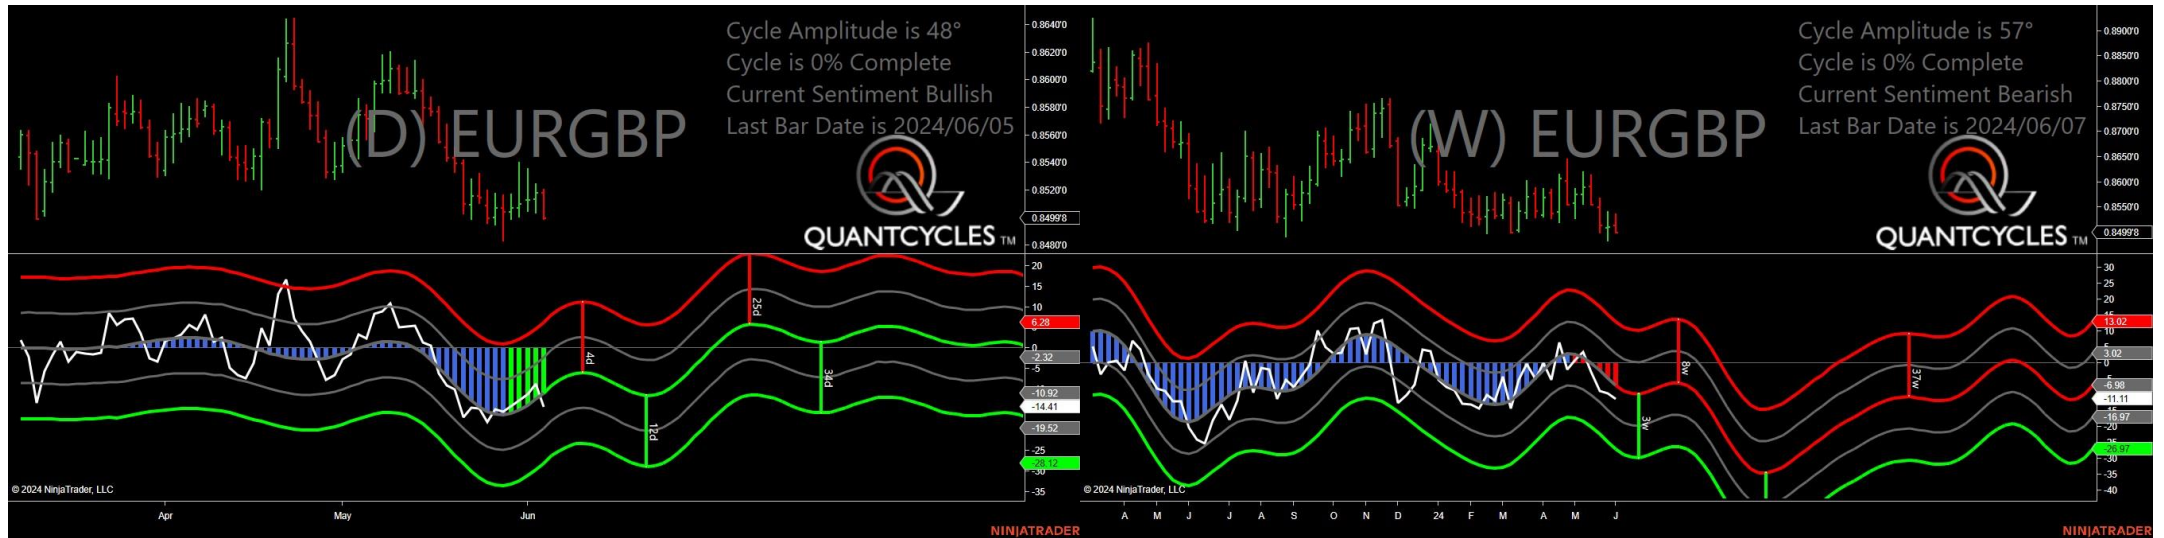 Cycle Amplitude is 48°
Cycle is 0% Complete
Current Sentiment Bullish
Last Bar Date is 2024/06/05
(D) EURGBP
QUANTCYCLES TM
0.8640'0
0.8620'0
0.8600'0
0.8580'0
0.8560'0
0.8540'0
0.8520'0
0.8499'8
0.8480'0
20
15
10
6.28
0
-2.32
-5
-10.92
-14.41
-19.52
-25
-28.12
-35
4d
12d
25d
34d
© 2024 NinjaTrader, LLC
Apr
May
Jun
NINJATRADER
Cycle Amplitude is 57°
Cycle is 0% Complete
Current Sentiment Bearish
Last Bar Date is 2024/06/07
(W) EURGBP
QUANTCYCLES TM
0.8900'0
0.8850'0
0.8800'0
0.8750'0
0.8700'0
0.8650'0
0.8600'0
0.8550'0
0.8499'8
30
25
20
13.02
10
3.02
0
-6.98
-11.11
-16.97
-20
-25
-26.97
-30
-35
-40
3w
8w
37w
© 2024 NinjaTrader, LLC
A M J J A S O N D 24 F M A M J
NINJATRADER